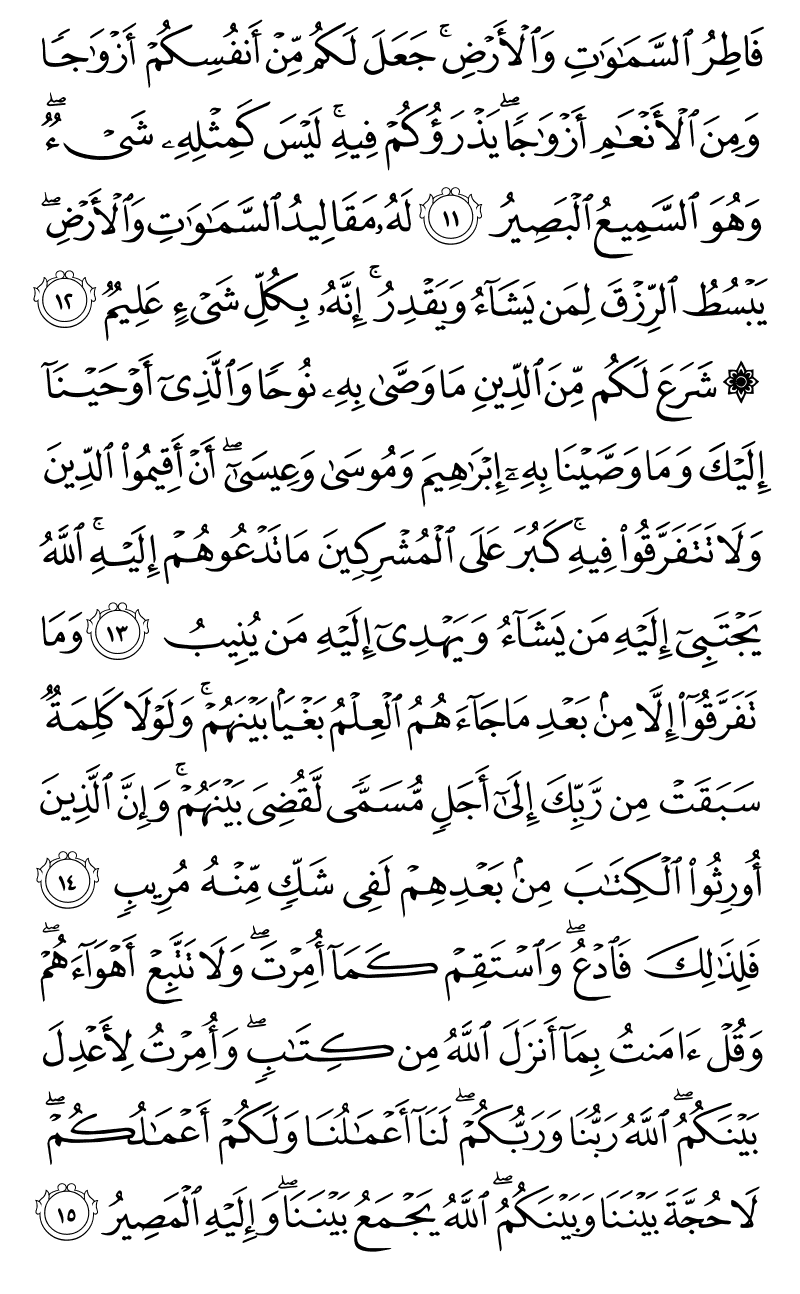 فَاطِرُ ٱلسَّمَٰوَٰتِ وَٱلْأَرْضِ ۚ جَعَلَ لَكُم مِّنْ أَنفُسِكُمْ أَزْوَٰجًا
وَمِنَ ٱلْأَنْعَٰمِ أَزْوَٰجًا ۖ يَذْرَؤُكُمْ فِيهِ ۚ لَيْسَ كَمِثْلِهِۦ شَىْءٌ ۖ
وَهُوَ ٱلسَّمِيعُ ٱلْبَصِيرُ ١١ لَهُۥ مَقَالِيدُ ٱلسَّمَٰوَٰتِ وَٱلْأَرْضِ ۖ
يَبْسُطُ ٱلرِّزْقَ لِمَن يَشَآءُ وَيَقْدِرُ ۚ إِنَّهُۥ بِكُلِّ شَىْءٍ عَلِيمٌ ١٢
۞ شَرَعَ لَكُم مِّنَ ٱلدِّينِ مَا وَصَّىٰ بِهِۦ نُوحًا وَٱلَّذِىٓ أَوْحَيْنَآ
إِلَيْكَ وَمَا وَصَّيْنَا بِهِۦٓ إِبْرَٰهِيمَ وَمُوسَىٰ وَعِيسَىٰٓ ۖ أَنْ أَقِيمُوا۟ ٱلدِّينَ
وَلَا تَتَفَرَّقُوا۟ فِيهِ ۚ كَبُرَ عَلَى ٱلْمُشْرِكِينَ مَا تَدْعُوهُمْ إِلَيْهِ ۚ ٱللَّهُ
يَجْتَبِىٓ إِلَيْهِ مَن يَشَآءُ وَيَهْدِىٓ إِلَيْهِ مَن يُنِيبُ ١٣ وَمَا
تَفَرَّقُوٓا۟ إِلَّا مِنۢ بَعْدِ مَا جَآءَهُمُ ٱلْعِلْمُ بَغْيًۢا بَيْنَهُمْ ۚ وَلَوْلَا كَلِمَةٌ
سَبَقَتْ مِن رَّبِّكَ إِلَىٰٓ أَجَلٍ مُّسَمًّى لَّقُضِىَ بَيْنَهُمْ ۚ وَإِنَّ ٱلَّذِينَ
أُورِثُوا۟ ٱلْكِتَٰبَ مِنۢ بَعْدِهِمْ لَفِى شَكٍّ مِّنْهُ مُرِيبٍ ١٤
فَلِذَٰلِكَ فَٱدْعُ ۖ وَٱسْتَقِمْ كَمَآ أُمِرْتَ ۖ وَلَا تَتَّبِعْ أَهْوَآءَهُمْ ۖ
وَقُلْ ءَامَنتُ بِمَآ أَنزَلَ ٱللَّهُ مِن كِتَٰبٍ ۖ وَأُمِرْتُ لِأَعْدِلَ
بَيْنَكُمُ ۖ ٱللَّهُ رَبُّنَا وَرَبُّكُمْ ۖ لَنَآ أَعْمَٰلُنَا وَلَكُمْ أَعْمَٰلُكُمْ ۖ
لَا حُجَّةَ بَيْنَنَا وَبَيْنَكُمُ ۖ ٱللَّهُ يَجْمَعُ بَيْنَنَا ۖ وَإِلَيْهِ ٱلْمَصِيرُ ١٥